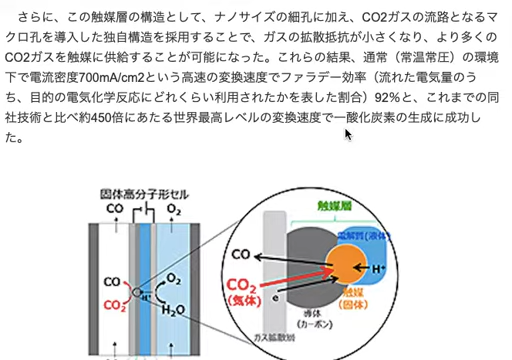 さらに、この触媒層の構造として、ナノサイズの細孔に加え、CO2ガスの流路となるマ
クロ孔を導入した独自構造を採用することで、ガスの拡散抵抗が小さくなり、より多くの
CO2ガスを触媒に供給することが可能になった。これらの結果、通常（常温常圧）の環境
下で電流密度700mA/cm2という高速の変換速度でファラデー効率（流れた電気量のう
ち、目的の電気化学反応にどれくらい利用されたかを表した割合）92%と、これまでの同
社技術と比べ約450倍にあたる世界最高レベルの変換速度で一酸化炭素の生成に成功し
た。
固体高分子形セル
CO O₂
CO
CO₂
H⁺
O₂
H₂O
触媒層
電解質(液体)
CO
CO₂
(気体)
e
H⁺
触媒
(固体)
導体
(カーボン)
ガス拡散層